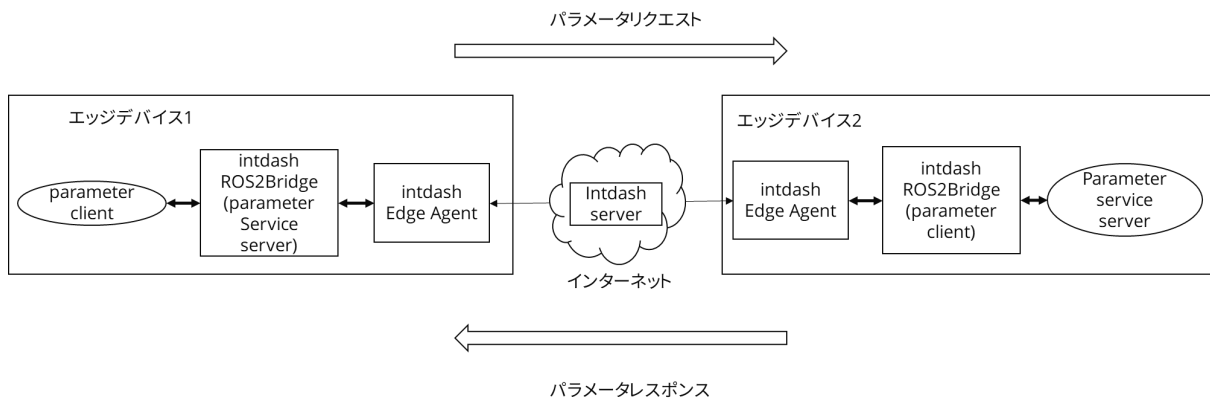 パラメータリクエスト
エッジデバイス1
parameter
client
intdash
ROS2Bridge
(parameter
Service
server)
intdash
Edge Agent
Intdash
server
インターネット
エッジデバイス2
intdash
Edge Agent
intdash
ROS2Bridge
(parameter
client)
Parameter
service
server
パラメータレスポンス